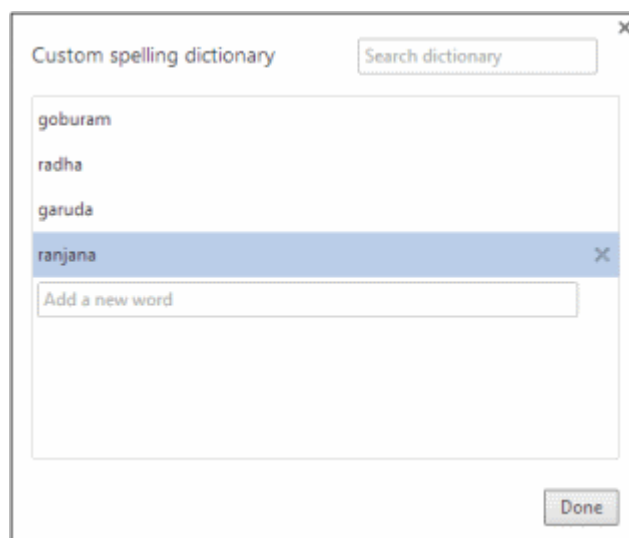 Custom spelling dictionary Search dictionary
goburam
radha
garuda
ranjana
Add a new word
Done